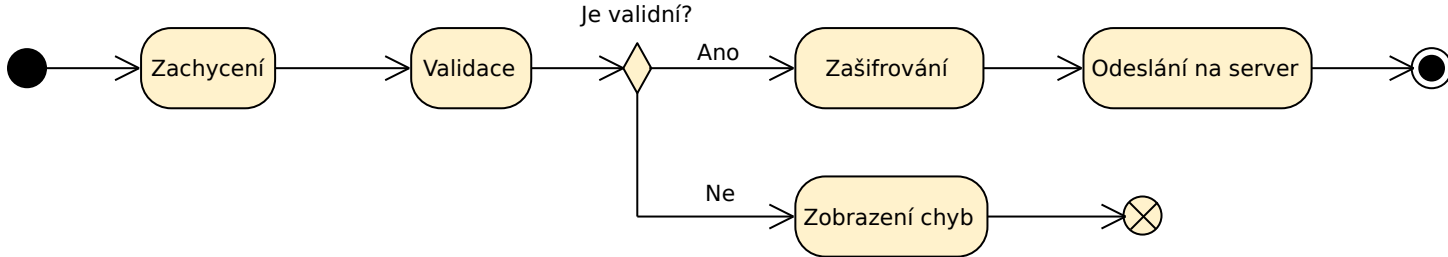 Je validní?
Zachycení
Validace
Ano
Zašifrování
Odeslání na server
Ne
Zobrazení chyb